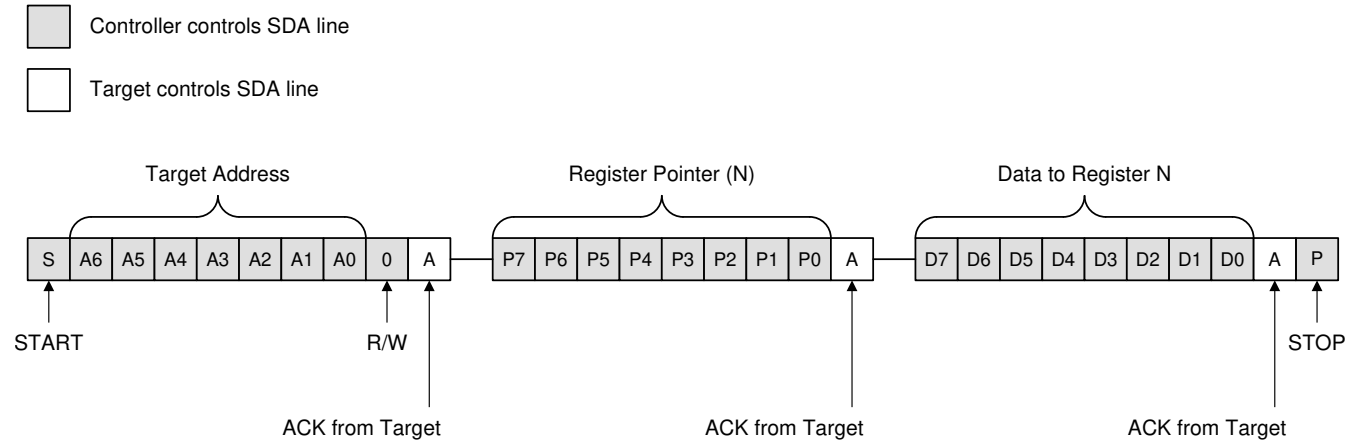 Controller controls SDA line
Target controls SDA line
Target Address
Register Pointer (N)
Data to Register N
S A6 A5 A4 A3 A2 A1 A0 0 A P7 P6 P5 P4 P3 P2 P1 P0 A D7 D6 D5 D4 D3 D2 D1 D0 A P
START
R/W
STOP
ACK from Target
ACK from Target
ACK from Target